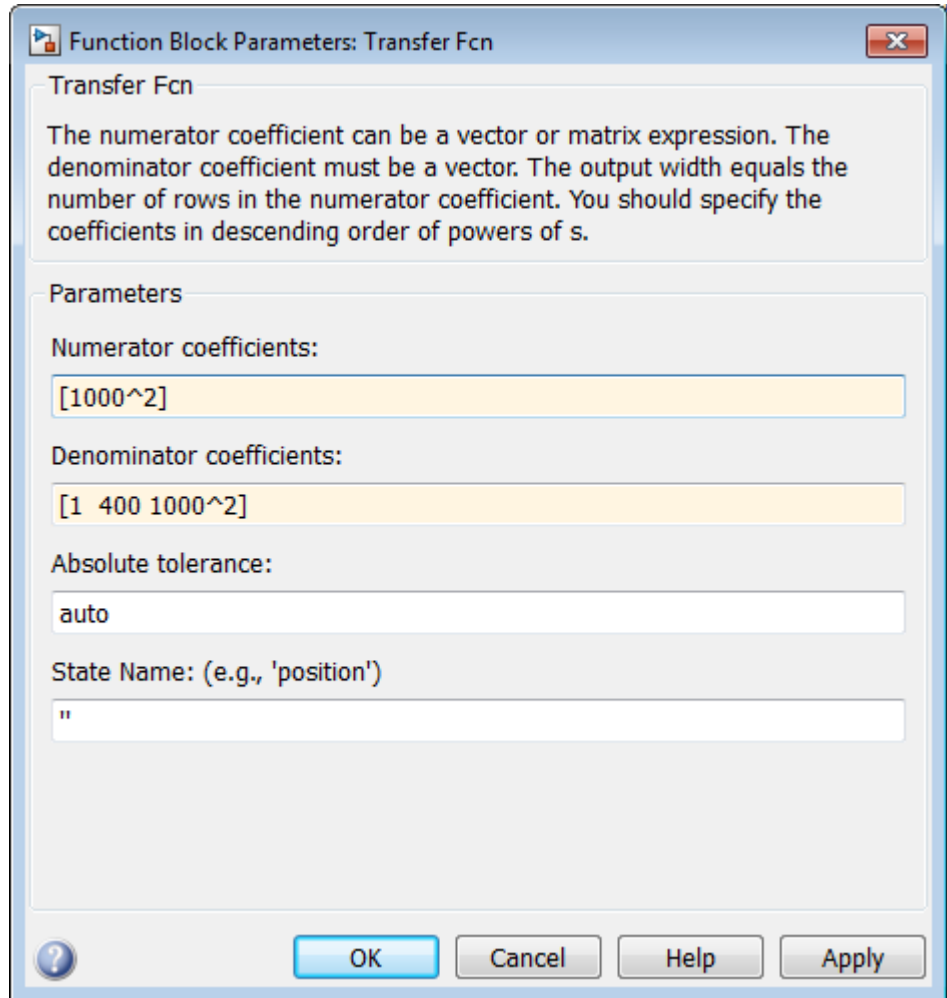 Function Block Parameters: Transfer Fcn
Transfer Fcn
The numerator coefficient can be a vector or matrix expression. The
denominator coefficient must be a vector. The output width equals the
number of rows in the numerator coefficient. You should specify the
coefficients in descending order of powers of s.
Parameters
Numerator coefficients:
[1000^2]
Denominator coefficients:
[1  400 1000^2]
Absolute tolerance:
auto
State Name: (e.g., 'position')
''
OK Cancel Help Apply